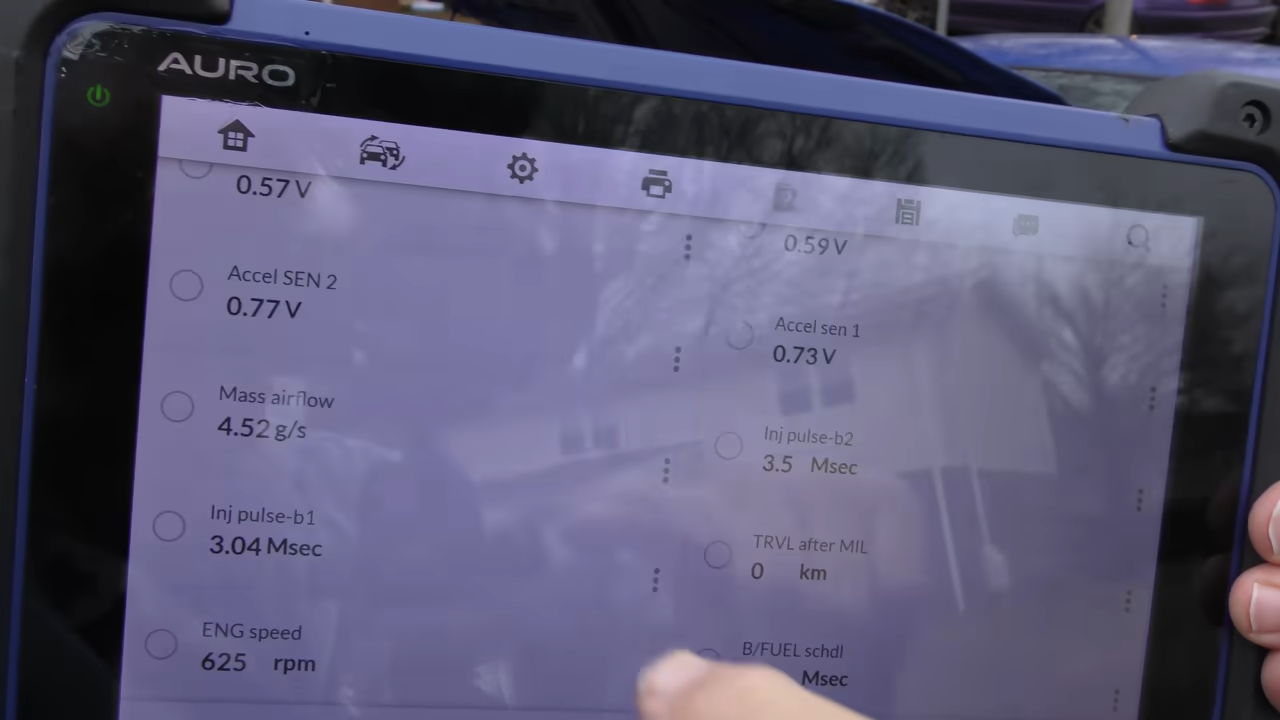 AURO
0.57 V
0.59 V
Accel SEN 2
0.77 V
Accel sen 1
0.73 V
Mass airflow
4.52 g/s
Inj pulse-b2
3.5 Msec
Inj pulse-b1
3.04 Msec
TRVL after MIL
0 km
ENG speed
625 rpm
B/FUEL schdl
Msec